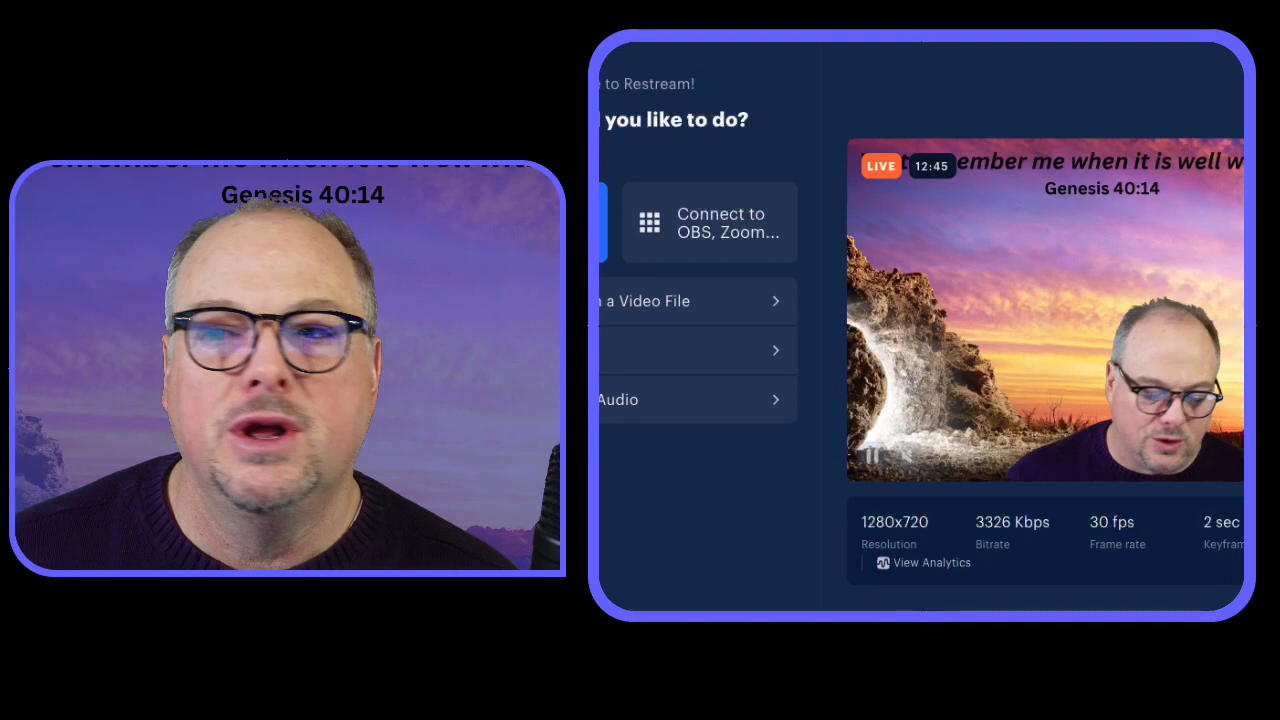 Genesis 40:14
to Restream!
you like to do?
Connect to
OBS, Zoom...
a Video File
Audio
LIVE
12:45
ember me when it is well w
Genesis 40:14
1280x720
Resolution
3326 Kbps
Bitrate
30 fps
Frame rate
2 sec
Keyfram
View Analytics